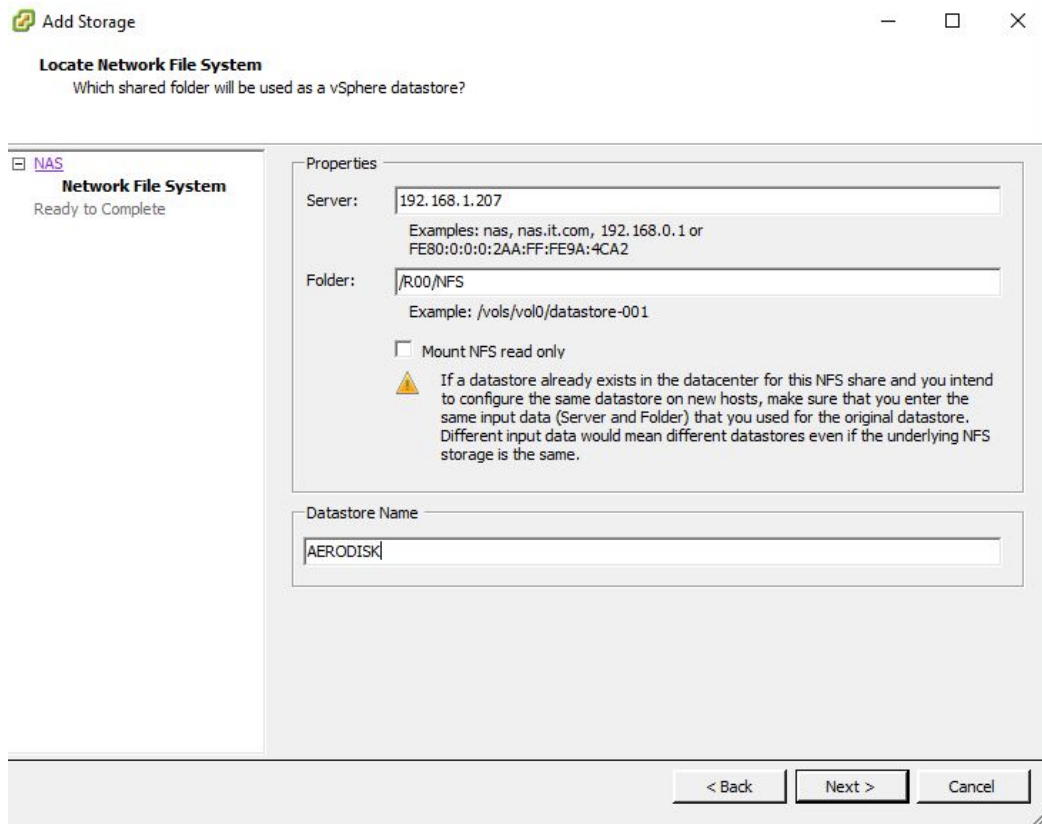 Add Storage
Locate Network File System
Which shared folder will be used as a vSphere datastore?
NAS
Network File System
Ready to Complete
Properties
Server:
192.168.1.207
Examples: nas, nas.it.com, 192.168.0.1 or
FE80:0:0:0:2AA:FF:FE9A:4CA2
Folder:
/R00/NFS
Example: /vols/vol0/datastore-001
Mount NFS read only
If a datastore already exists in the datacenter for this NFS share and you intend
to configure the same datastore on new hosts, make sure that you enter the
same input data (Server and Folder) that you used for the original datastore.
Different input data would mean different datastores even if the underlying NFS
storage is the same.
Datastore Name
AERODISK
< Back
Next >
Cancel